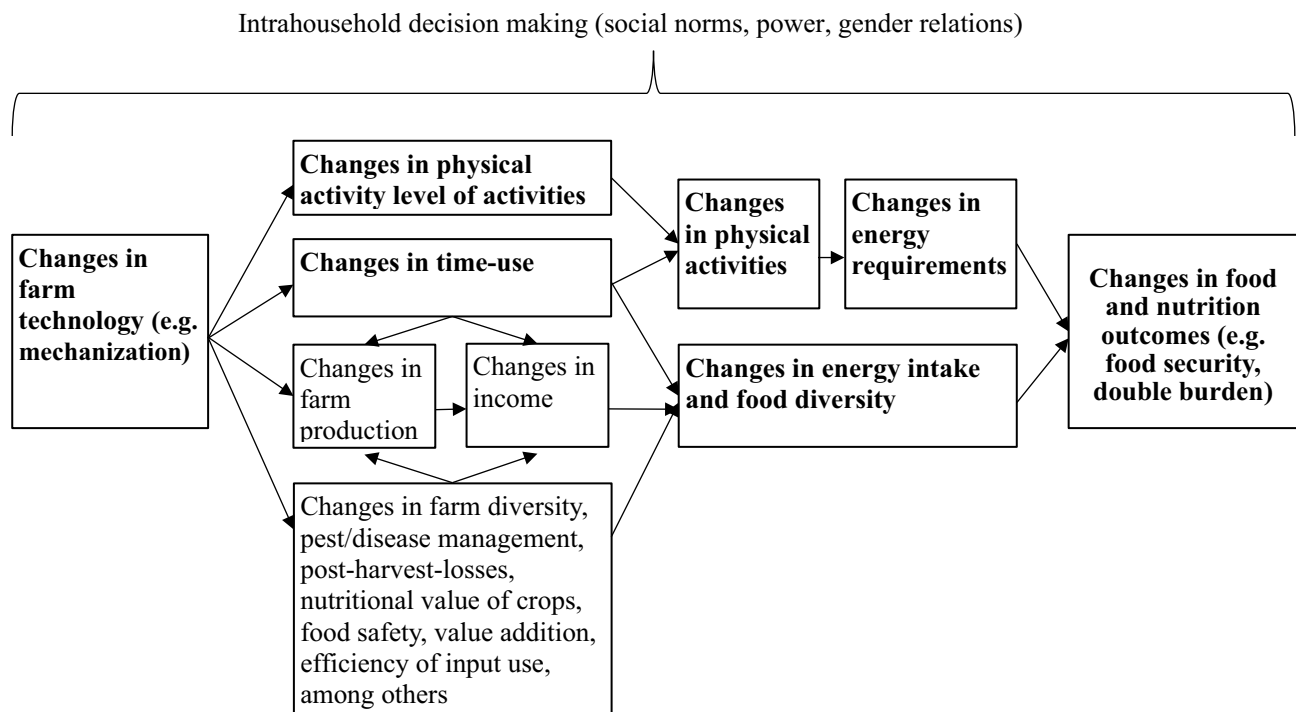 Intrahousehold decision making (social norms, power, gender relations)
Changes in
farm
technology (e.g.
mechanization)
Changes in physical
activity level of activities
Changes in time-use
Changes in
farm
production
Changes in
income
Changes in farm diversity,
pest/disease management,
post-harvest-losses,
nutritional value of crops,
food safety, value addition,
efficiency of input use,
among others
Changes
in physical
activities
Changes in
energy
requirements
Changes in energy intake
and food diversity
Changes in food
and nutrition
outcomes (e.g.
food security,
double burden)